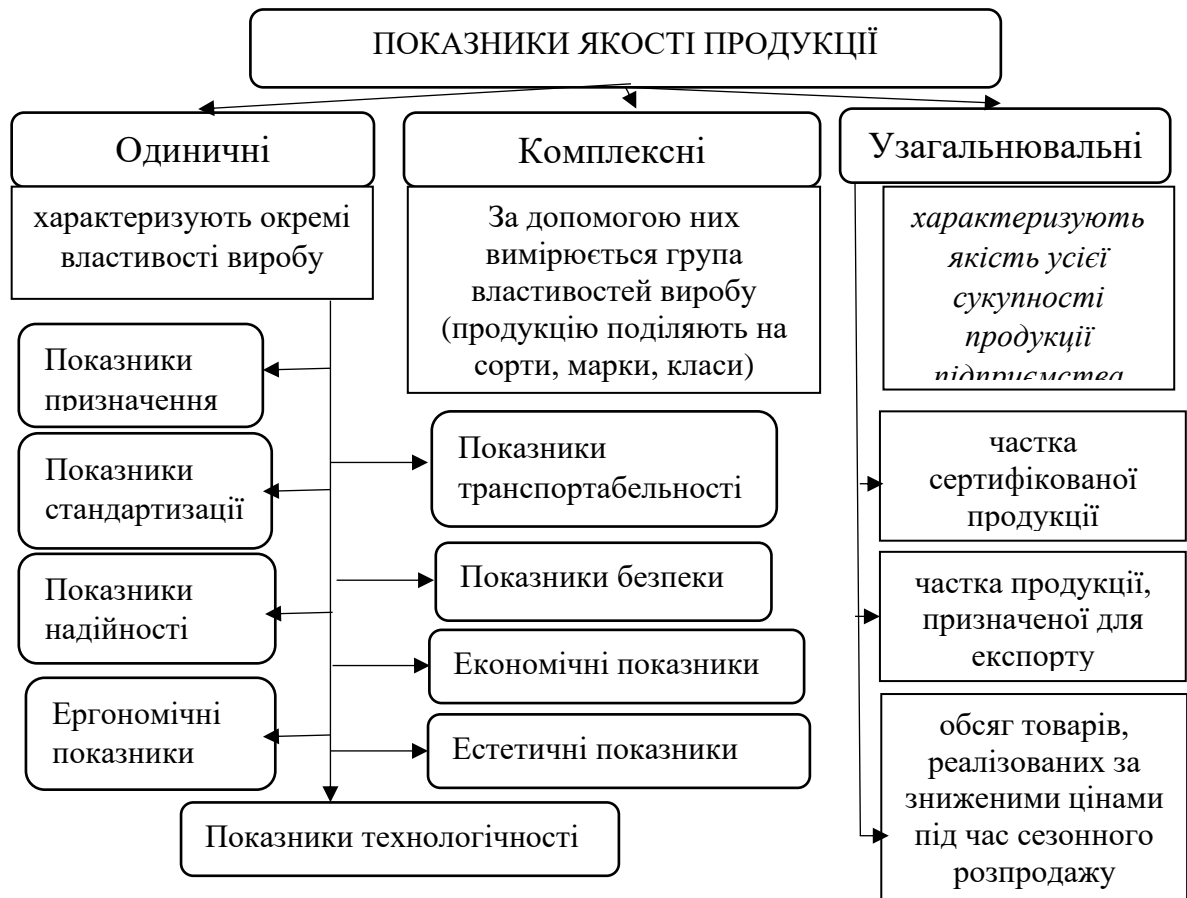 ПОКАЗНИКИ ЯКОСТІ ПРОДУКЦІЇ
Одиничні
характеризують окремі
властивості виробу
Комплексні
За допомогою них
вимірюється група
властивостей виробу
(продукцію поділяють на
сорти, марки, класи)
Узагальнювальні
характеризують
якість усієї
сукупності
продукції
підприємства
Показники
призначення
Показники
стандартизації
Показники
надійності
Ергономічні
показники
Показники
транспортабельності
Показники безпеки
Економічні показники
Естетичні показники
Показники технологічності
частка
сертифікованої
продукції
частка продукції,
призначеної для
експорту
обсяг товарів,
реалізованих за
зниженими цінами
під час сезонного
розпродажу